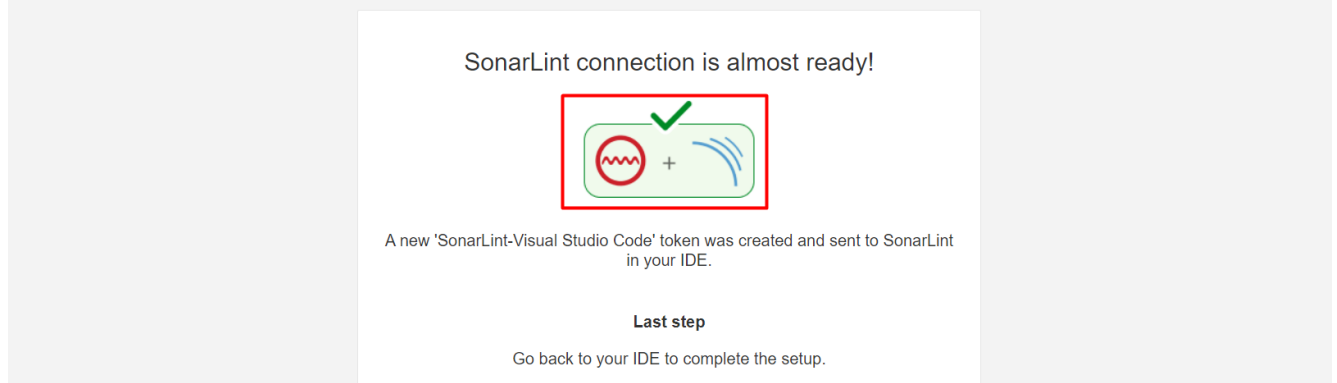 SonarLint connection is almost ready!
+
A new 'SonarLint-Visual Studio Code' token was created and sent to SonarLint
in your IDE.
Last step
Go back to your IDE to complete the setup.